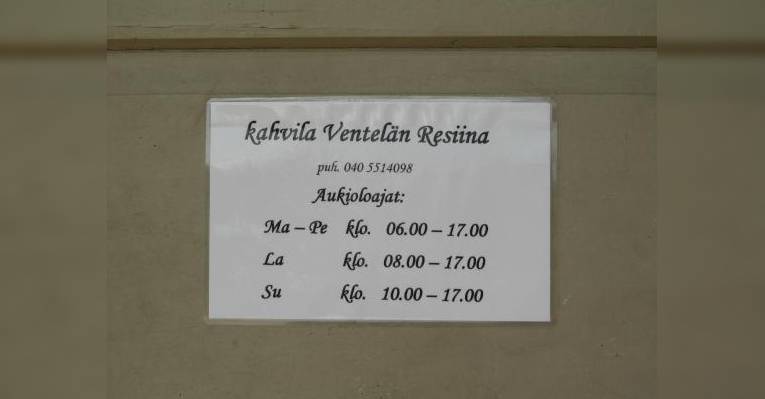 kahvila Ventelän Resiina
puh. 040 5514098
Aukioloajat:
Ma – Pe klo. 06.00 – 17.00
La klo. 08.00 – 17.00
Su klo. 10.00 – 17.00